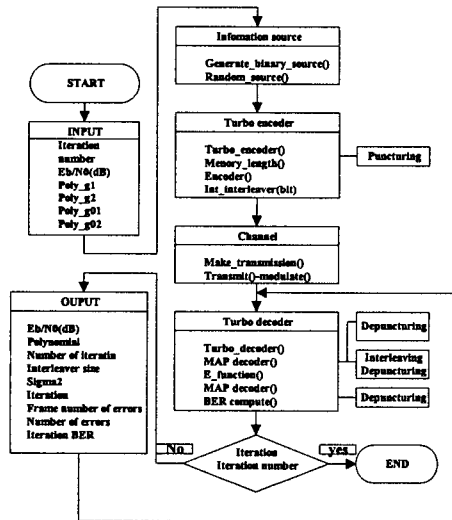 START
INPUT
Iteration
number
Eb/N0(dB)
Poly_g1
Poly_g2
Poly_g01
Poly_g02
Infomation source
Generate_binary_source()
Random_source()
Turbo encoder
Turbo_encoder()
Menory_length()
Encoder()
Int_interleaver(bit)
Puncturing
Channel
Make_transmission()
Transmit()-modulate()
Turbo decoder
Turbo_decoder()
MAP decoder()
E_function()
MAP decoder()
BER compute()
Depuncturing
Interleaving
Depuncturing
Depuncturing
OUPUT
Eb/N0(dB)
Polynomial
Number of iteratin
Interleaver size
Sigma2
Iteration
Frame number of errors
Number of errors
Iteration BER
No
Iteration
Iteration number
yes
END